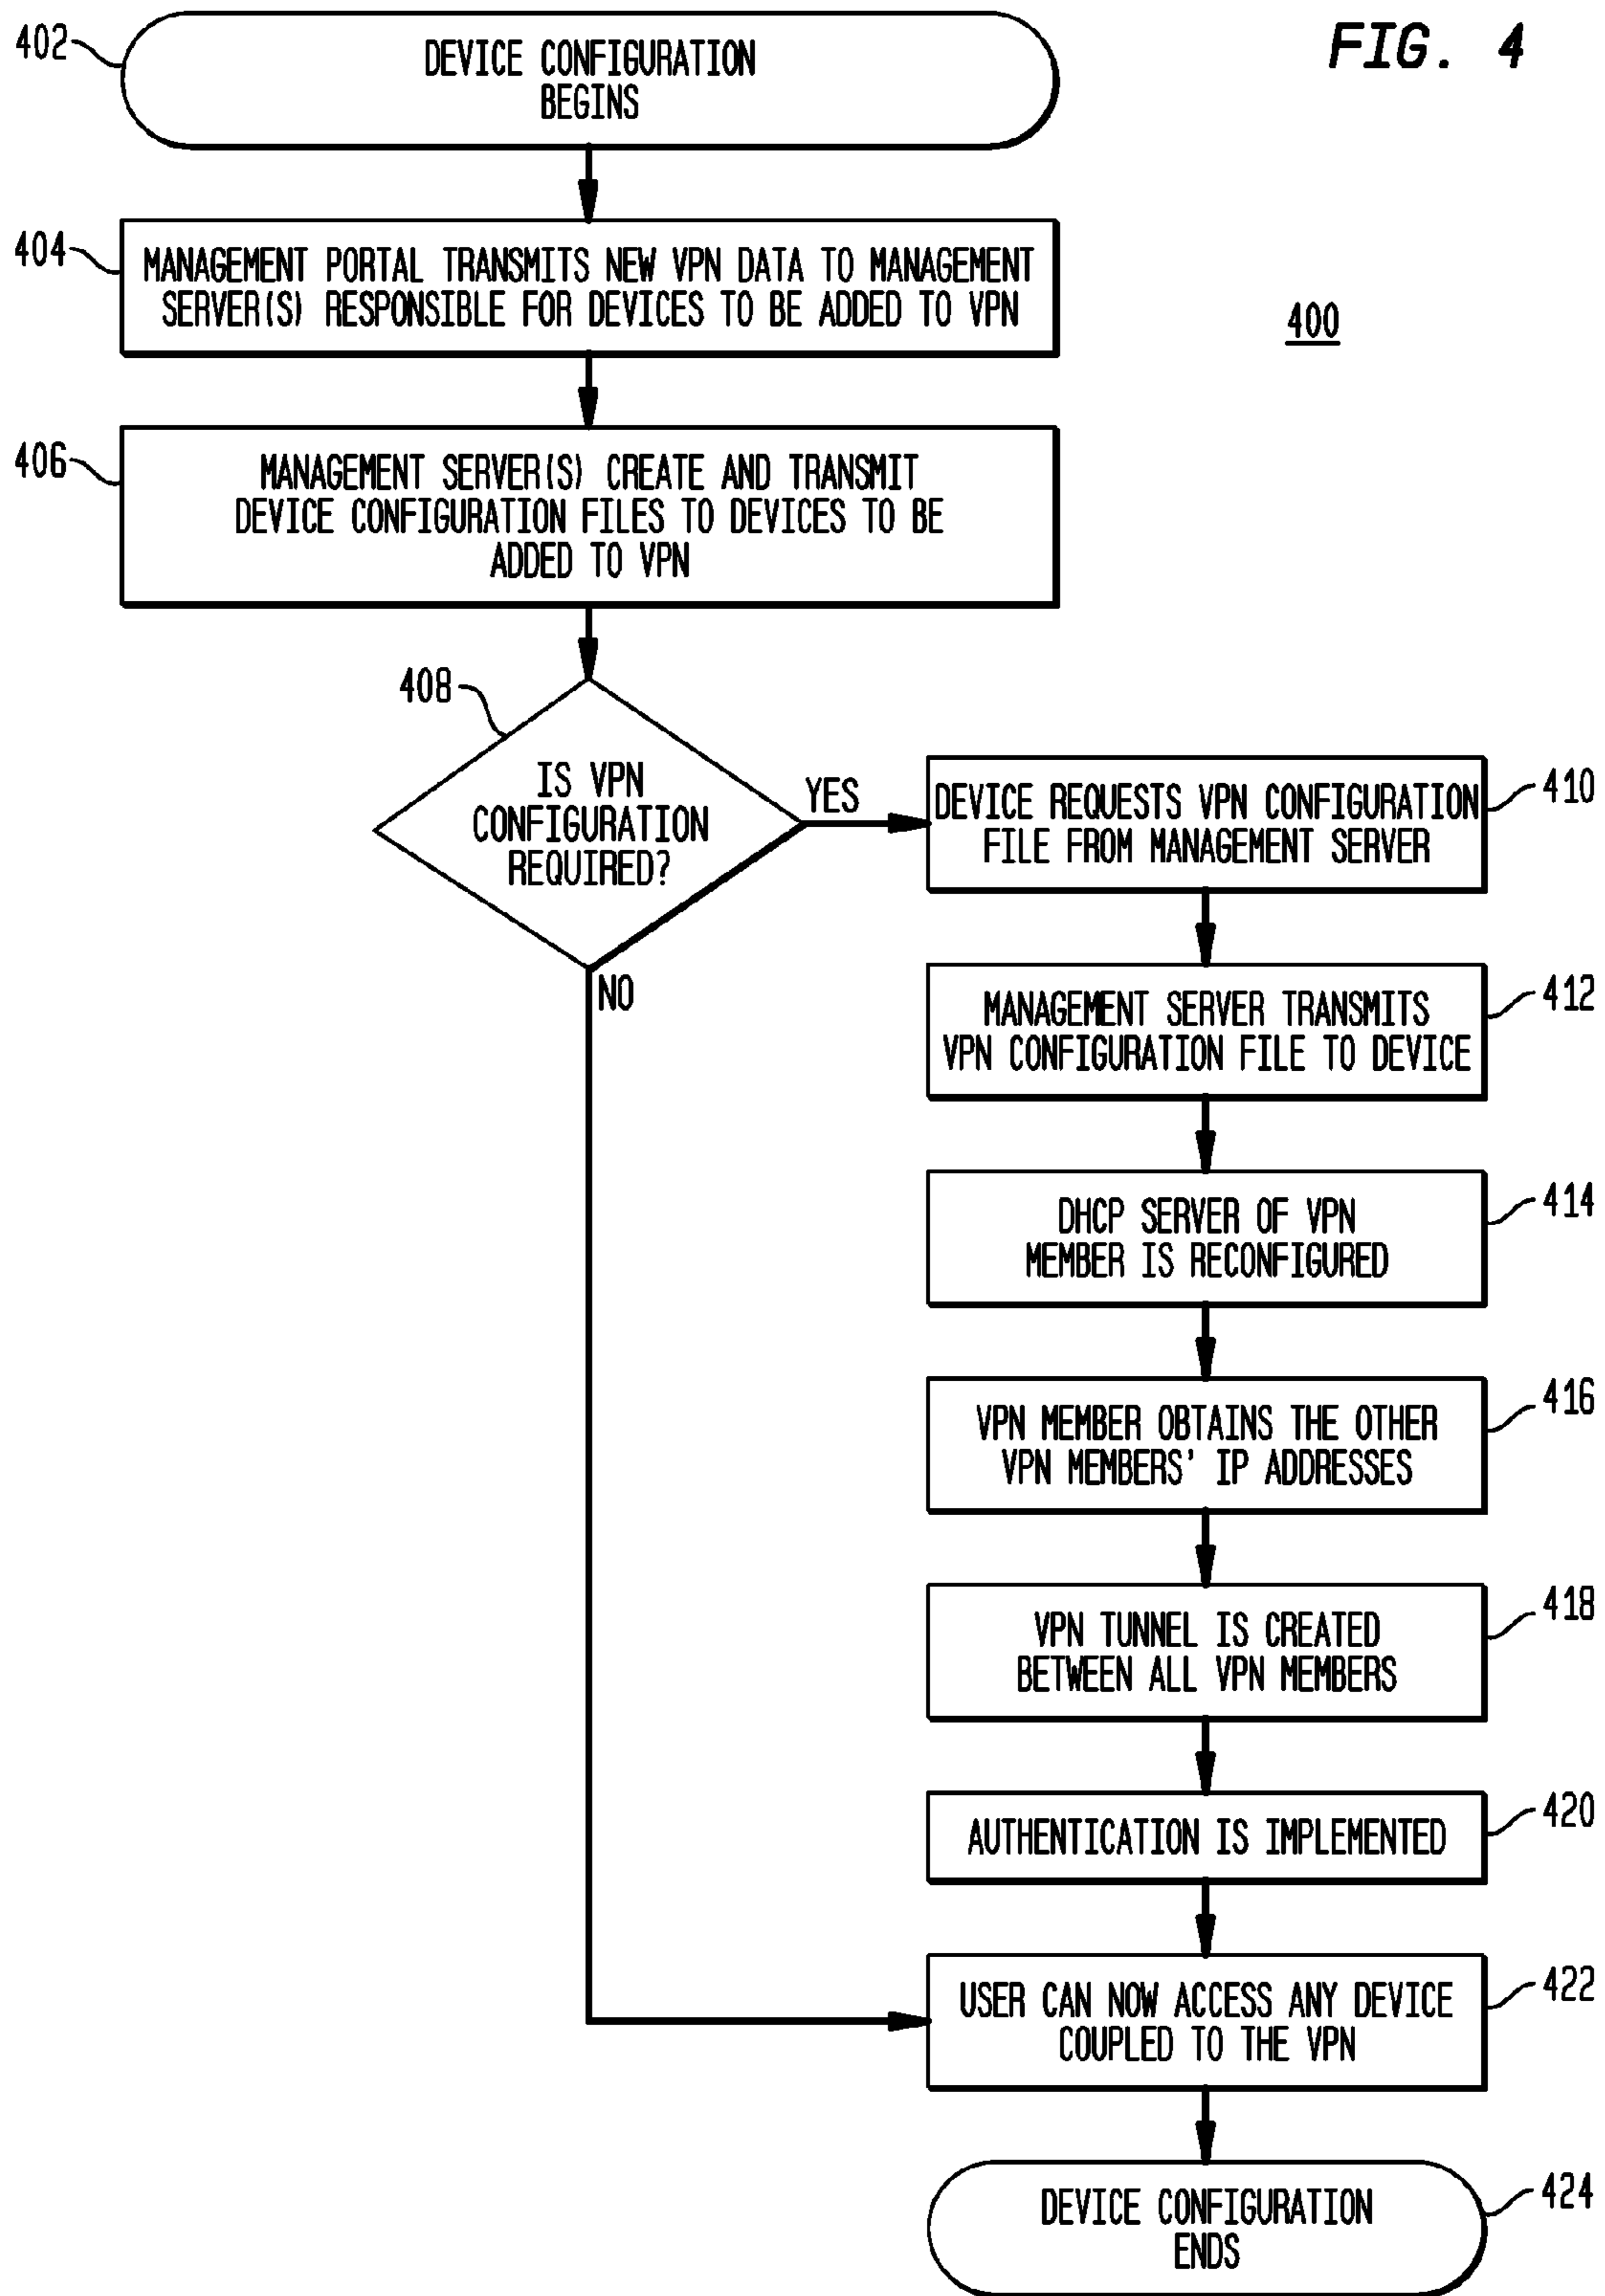 FIG. 4
400
402
DEVICE CONFIGURATION
BEGINS
404
MANAGEMENT PORTAL TRANSMITS NEW VPN DATA TO MANAGEMENT
SERVER(S) RESPONSIBLE FOR DEVICES TO BE ADDED TO VPN
406
MANAGEMENT SERVER(S) CREATE AND TRANSMIT
DEVICE CONFIGURATION FILES TO DEVICES TO BE
ADDED TO VPN
408
IS VPN
CONFIGURATION
REQUIRED?
YES
NO
410
DEVICE REQUESTS VPN CONFIGURATION
FILE FROM MANAGEMENT SERVER
412
MANAGEMENT SERVER TRANSMITS
VPN CONFIGURATION FILE TO DEVICE
414
DHCP SERVER OF VPN
MEMBER IS RECONFIGURED
416
VPN MEMBER OBTAINS THE OTHER
VPN MEMBERS' IP ADDRESSES
418
VPN TUNNEL IS CREATED
BETWEEN ALL VPN MEMBERS
420
AUTHENTICATION IS IMPLEMENTED
422
USER CAN NOW ACCESS ANY DEVICE
COUPLED TO THE VPN
424
DEVICE CONFIGURATION
ENDS